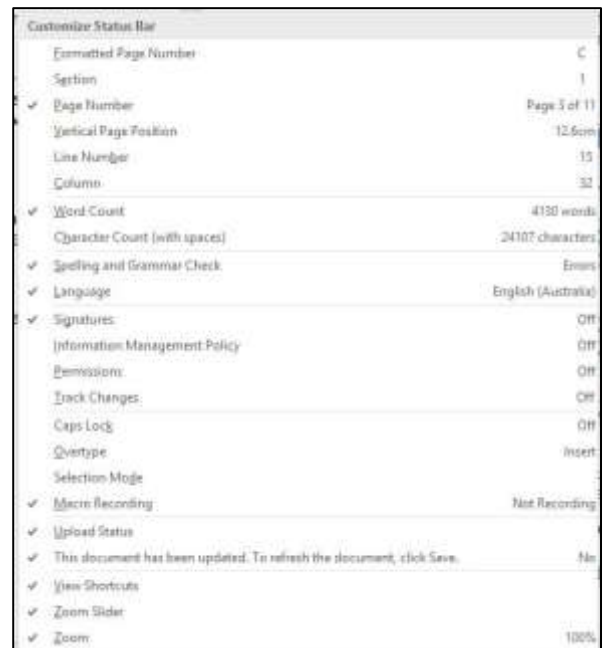 Customize Status Bar
Formatted Page Number C
Section 1
✓ Page Number Page 3 of 11
Vertical Page Position 12.6cm
Line Number 15
Column 32
✓ Word Count 4130 words
Character Count (with spaces) 24107 characters
✓ Spelling and Grammar Check Errors
✓ Language English (Australia)
✓ Signatures Off
Information Management Policy Off
Permissions Off
Track Changes Off
Caps Lock Off
Overtype Insert
Selection Mode
✓ Macro Recording Not Recording
✓ Upload Status
✓ This document has been updated. To refresh the document, click Save. No
✓ View Shortcuts
✓ Zoom Slider
✓ Zoom 100%